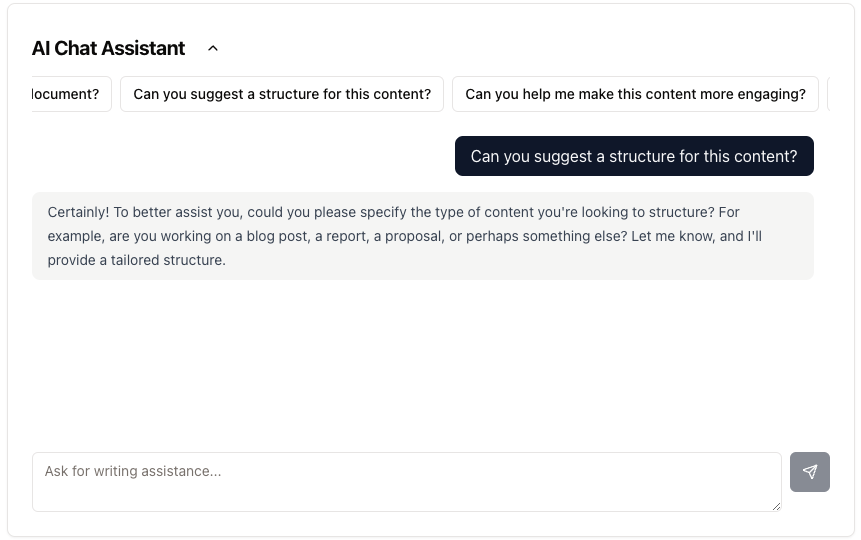 AI Chat Assistant
document?
Can you suggest a structure for this content?
Can you help me make this content more engaging?
Can you suggest a structure for this content?
Certainly! To better assist you, could you please specify the type of content you're looking to structure? For
example, are you working on a blog post, a report, a proposal, or perhaps something else? Let me know, and I'll
provide a tailored structure.
Ask for writing assistance...